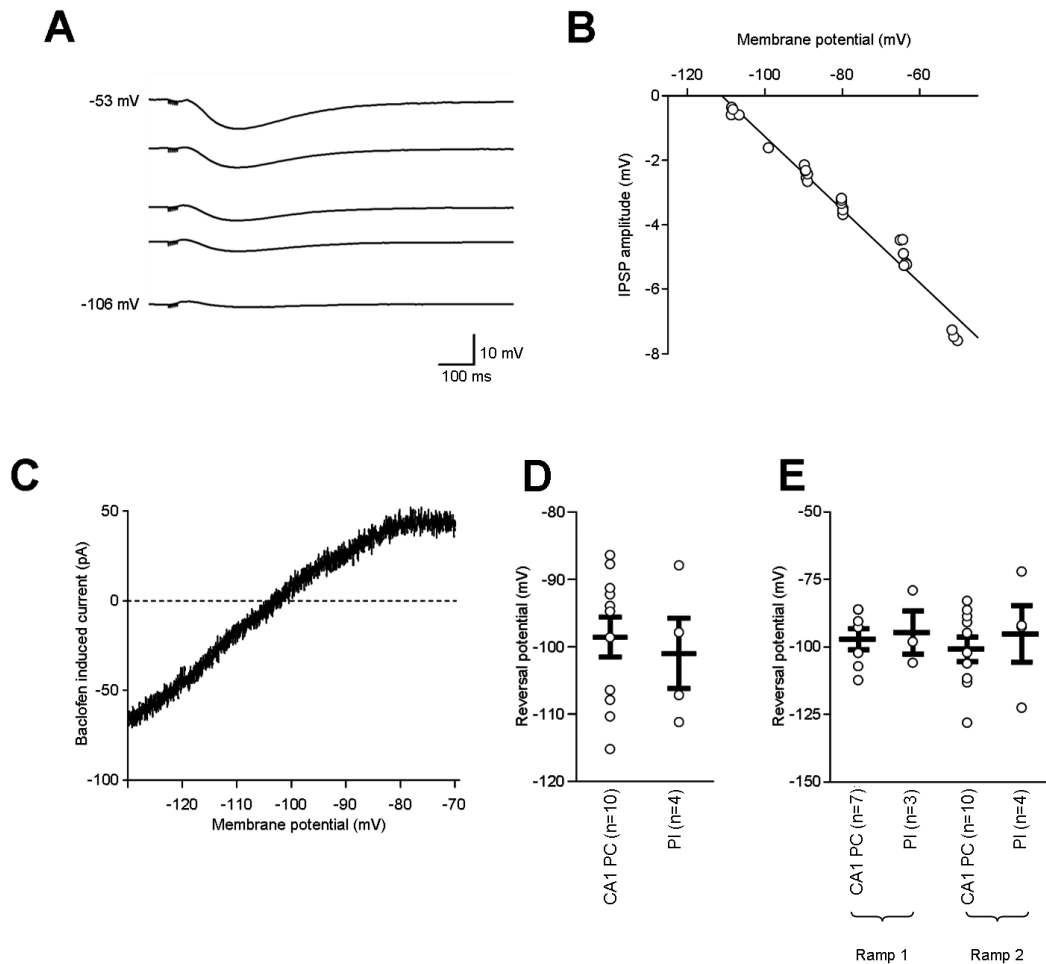 A
-53 mV
-106 mV
10 mV
100 ms
B
Membrane potential (mV)
-120
-100
-80
-60
0
-2
-4
-6
-8
IPSP amplitude (mV)
C
50
0
-50
-100
Baclofen induced current (pA)
-120
-110
-100
-90
-80
-70
Membrane potential (mV)
D
-80
-90
-100
-110
-120
Reversal potential (mV)
CA1 PC (n=10)
PI (n=4)
E
-50
-75
-100
-125
-150
Reversal potential (mV)
CA1 PC (n=7)
PI (n=3)
CA1 PC (n=10)
PI (n=4)
Ramp 1
Ramp 2